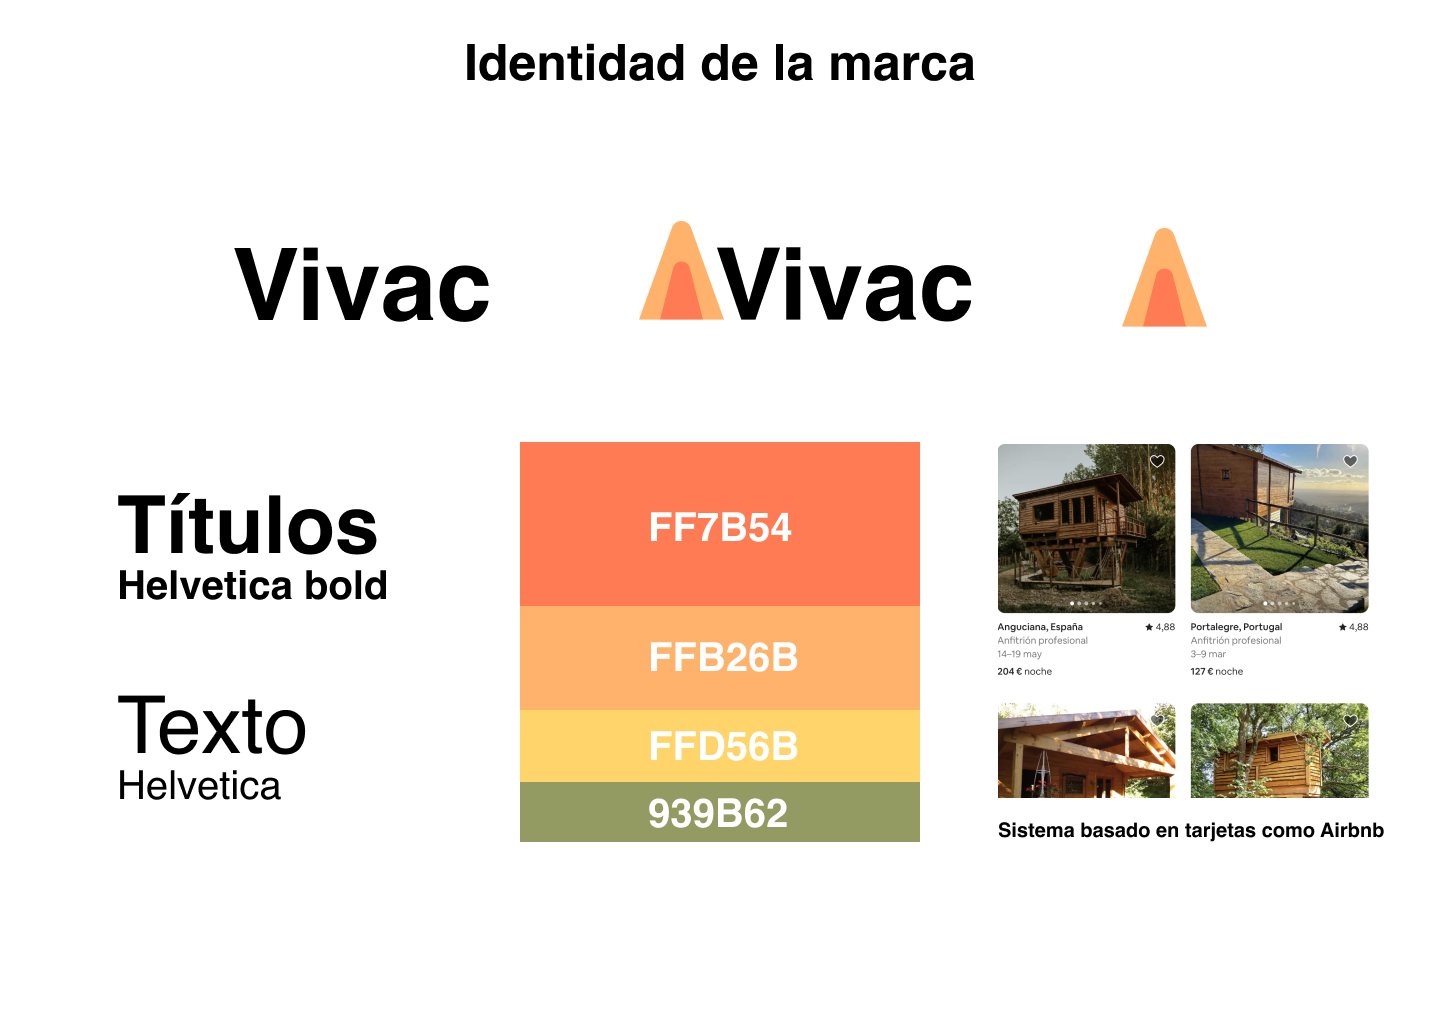 Identidad de la marca
Vivac
Vivac
Títulos
Helvetica bold
Texto
Helvetica
FF7B54
FFB26B
FFD56B
939B62
Anguciana, España ★ 4,88
Anfitrión profesional
14–19 may
204 € noche
Portalegre, Portugal ★ 4,88
Anfitrión profesional
3–9 mar
127 € noche
Sistema basado en tarjetas como Airbnb